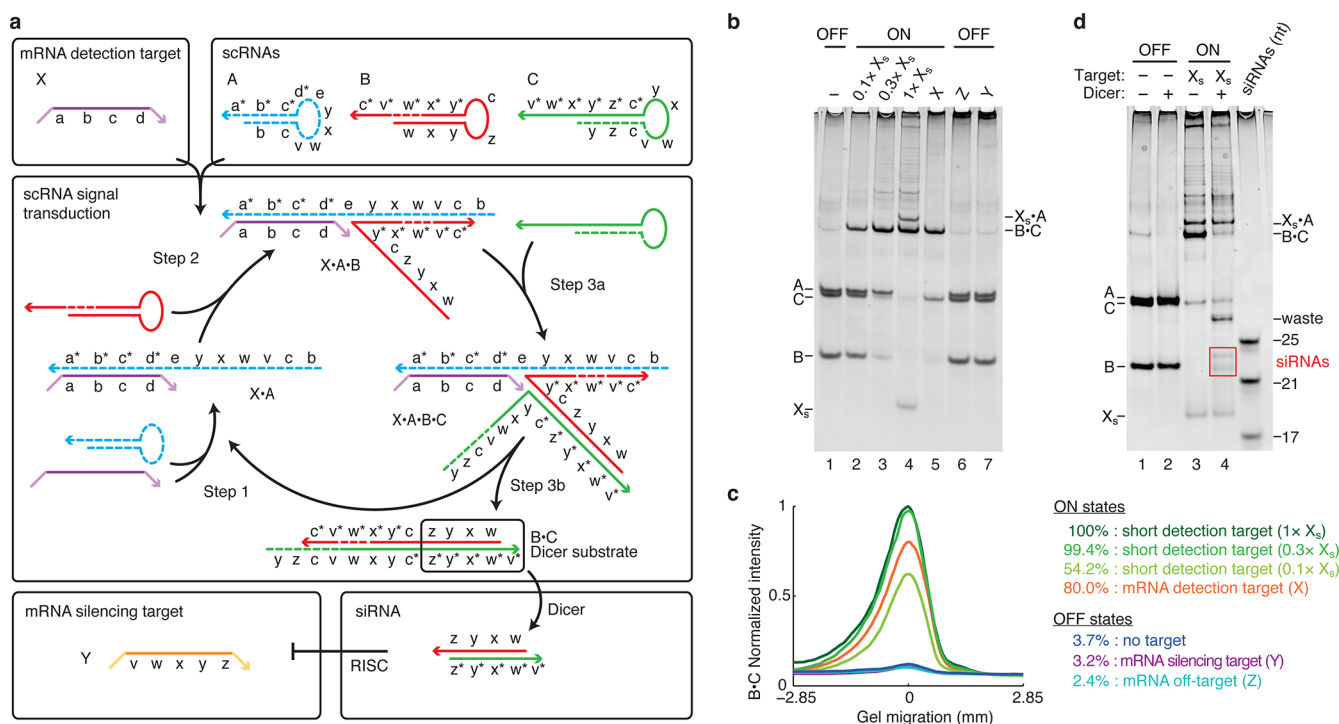 a
mRNA detection target
X
a b c d
scRNAs
A
a* b* c* d* e
y
x
b c
v w
B
c* v* w* x* y* c
w x y
z
C
v* w* x* y* z* c* y
x
y z c
v w
scRNA signal
transduction
a* b* c* d* e y x w v c b
a b c d
y* x* w* v* c*
c
z
y
x
w
X•A•B
Step 2
Step 3a
a* b* c* d* e y x w v c b
a b c d
X•A
a* b* c* d* e y x w v c b
a b c d
y* x* w* v* c*
X•A•B•C
y
x
w
v
c
z
y
c*
z*
y*
x*
w*
v*
c
z
y
x
w
Step 1
Step 3b
c* v* w* x* y* c z y x w
y z c v w x y c* z* y* x* w* v*
B•C
Dicer substrate
Dicer
mRNA silencing target
Y
v w x y z
siRNA
RISC
z y x w
z* y* x* w* v*
b
OFF ON OFF
– 0.1× Xs 0.3× Xs 1× Xs X Z Y
Xs•A
B•C
A
C
B
Xs
1 2 3 4 5 6 7
c
B•C Normalized intensity
1
0.5
0
−2.85 0 2.85
Gel migration (mm)
ON states
100% : short detection target (1× Xs)
99.4% : short detection target (0.3× Xs)
54.2% : short detection target (0.1× Xs)
80.0% : mRNA detection target (X)
OFF states
3.7% : no target
3.2% : mRNA silencing target (Y)
2.4% : mRNA off-target (Z)
d
OFF ON
siRNAs (nt)
Target: – – Xs Xs
Dicer: – + – +
Xs•A
B•C
A
C
waste
25
siRNAs
B
21
Xs
17
1 2 3 4